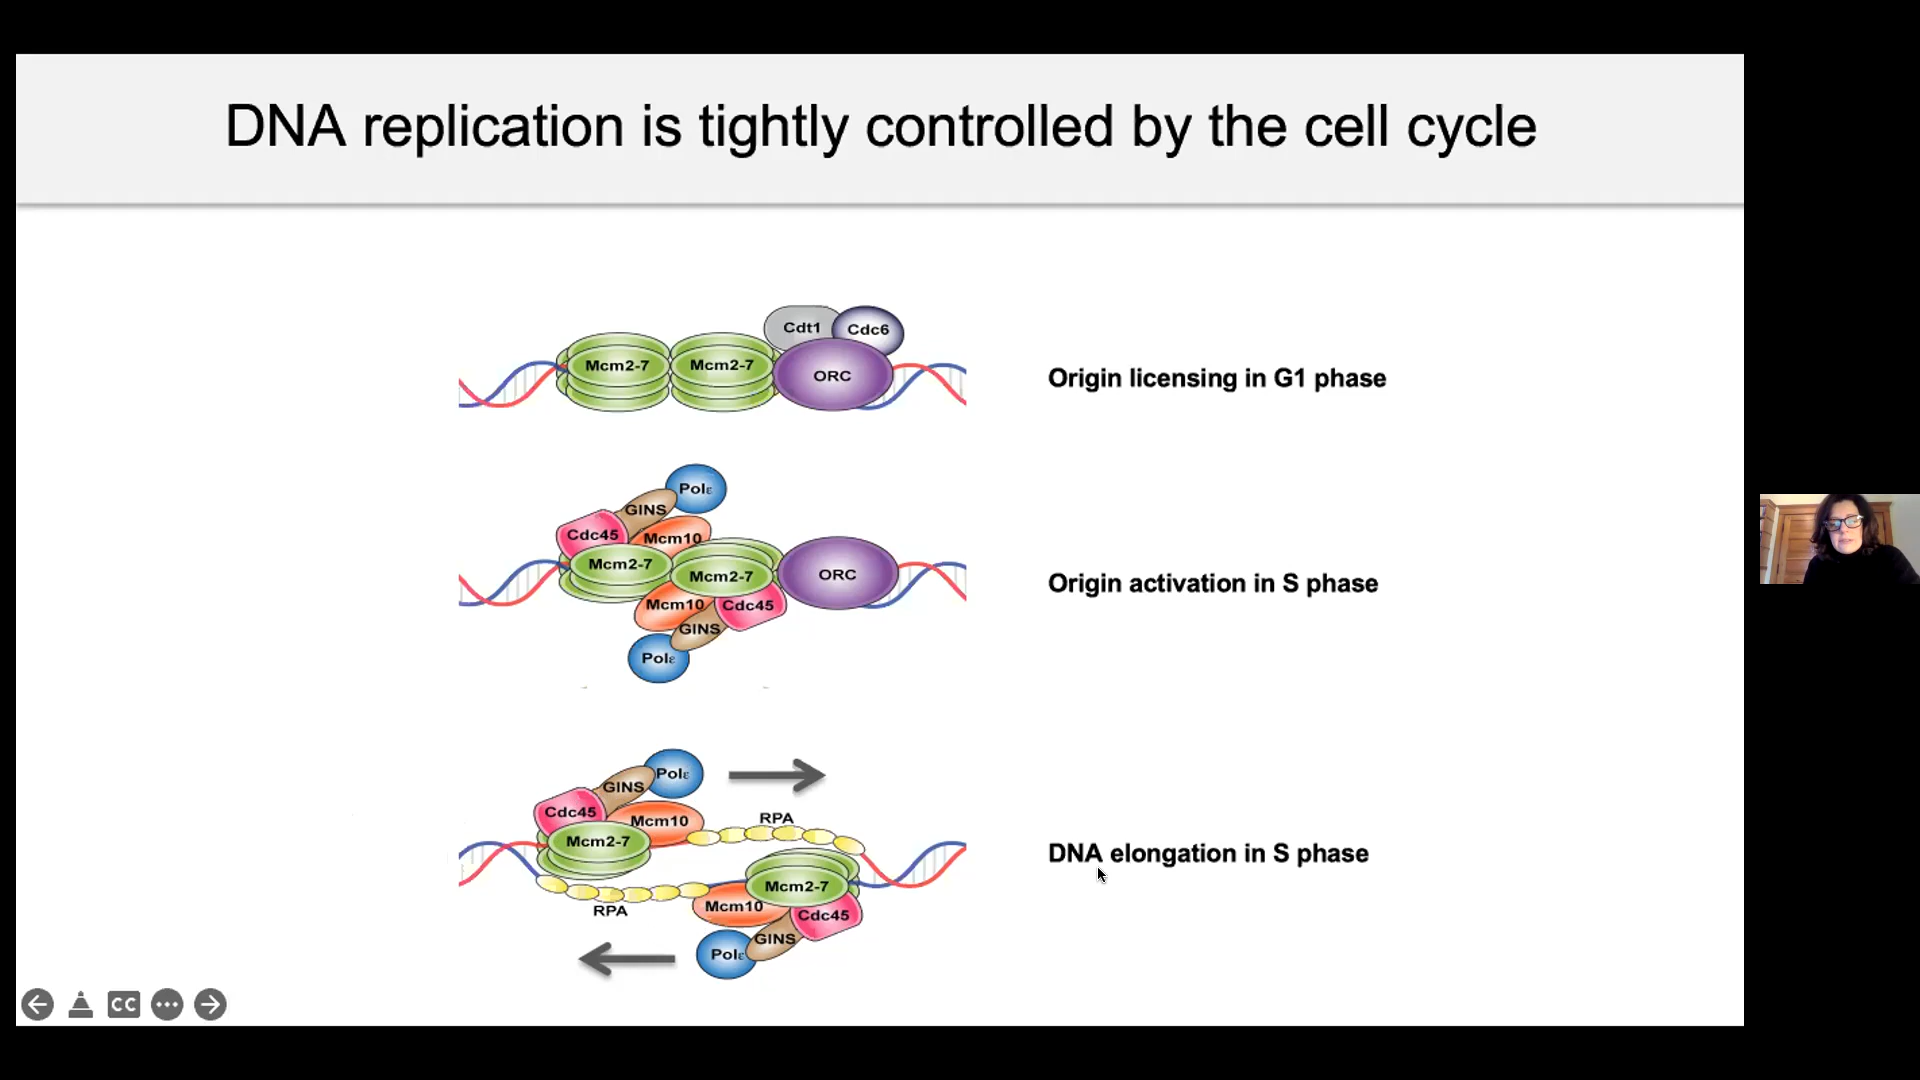 DNA replication is tightly controlled by the cell cycle
Cdt1
Cdc6
Mcm2-7
Mcm2-7
ORC
Origin licensing in G1 phase
Polε
GINS
Cdc45
Mcm10
Mcm2-7
Mcm2-7
ORC
Mcm10
Cdc45
GINS
Polε
Origin activation in S phase
Polε
GINS
Cdc45
Mcm10
RPA
Mcm2-7
DNA elongation in S phase
Mcm2-7
RPA
Mcm10
Cdc45
GINS
Polε
CC